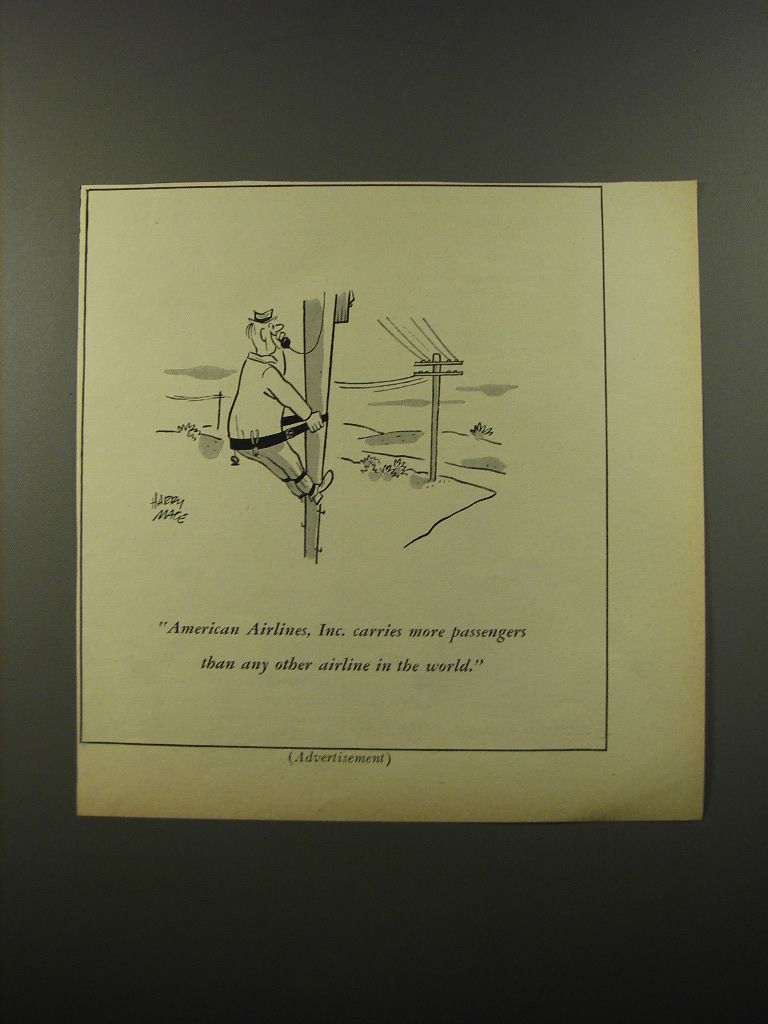 HARRY
MACE
"American Airlines, Inc. carries more passengers
than any other airline in the world."
(Advertisement)